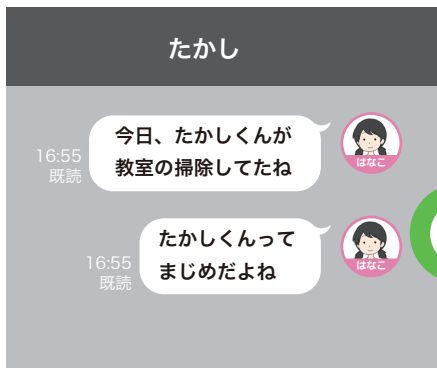 たかし
今日、たかしくんが
教室の掃除してたね
16:55
既読
はなこ
たかしくんって
まじめだよね
16:55
既読
はなこ